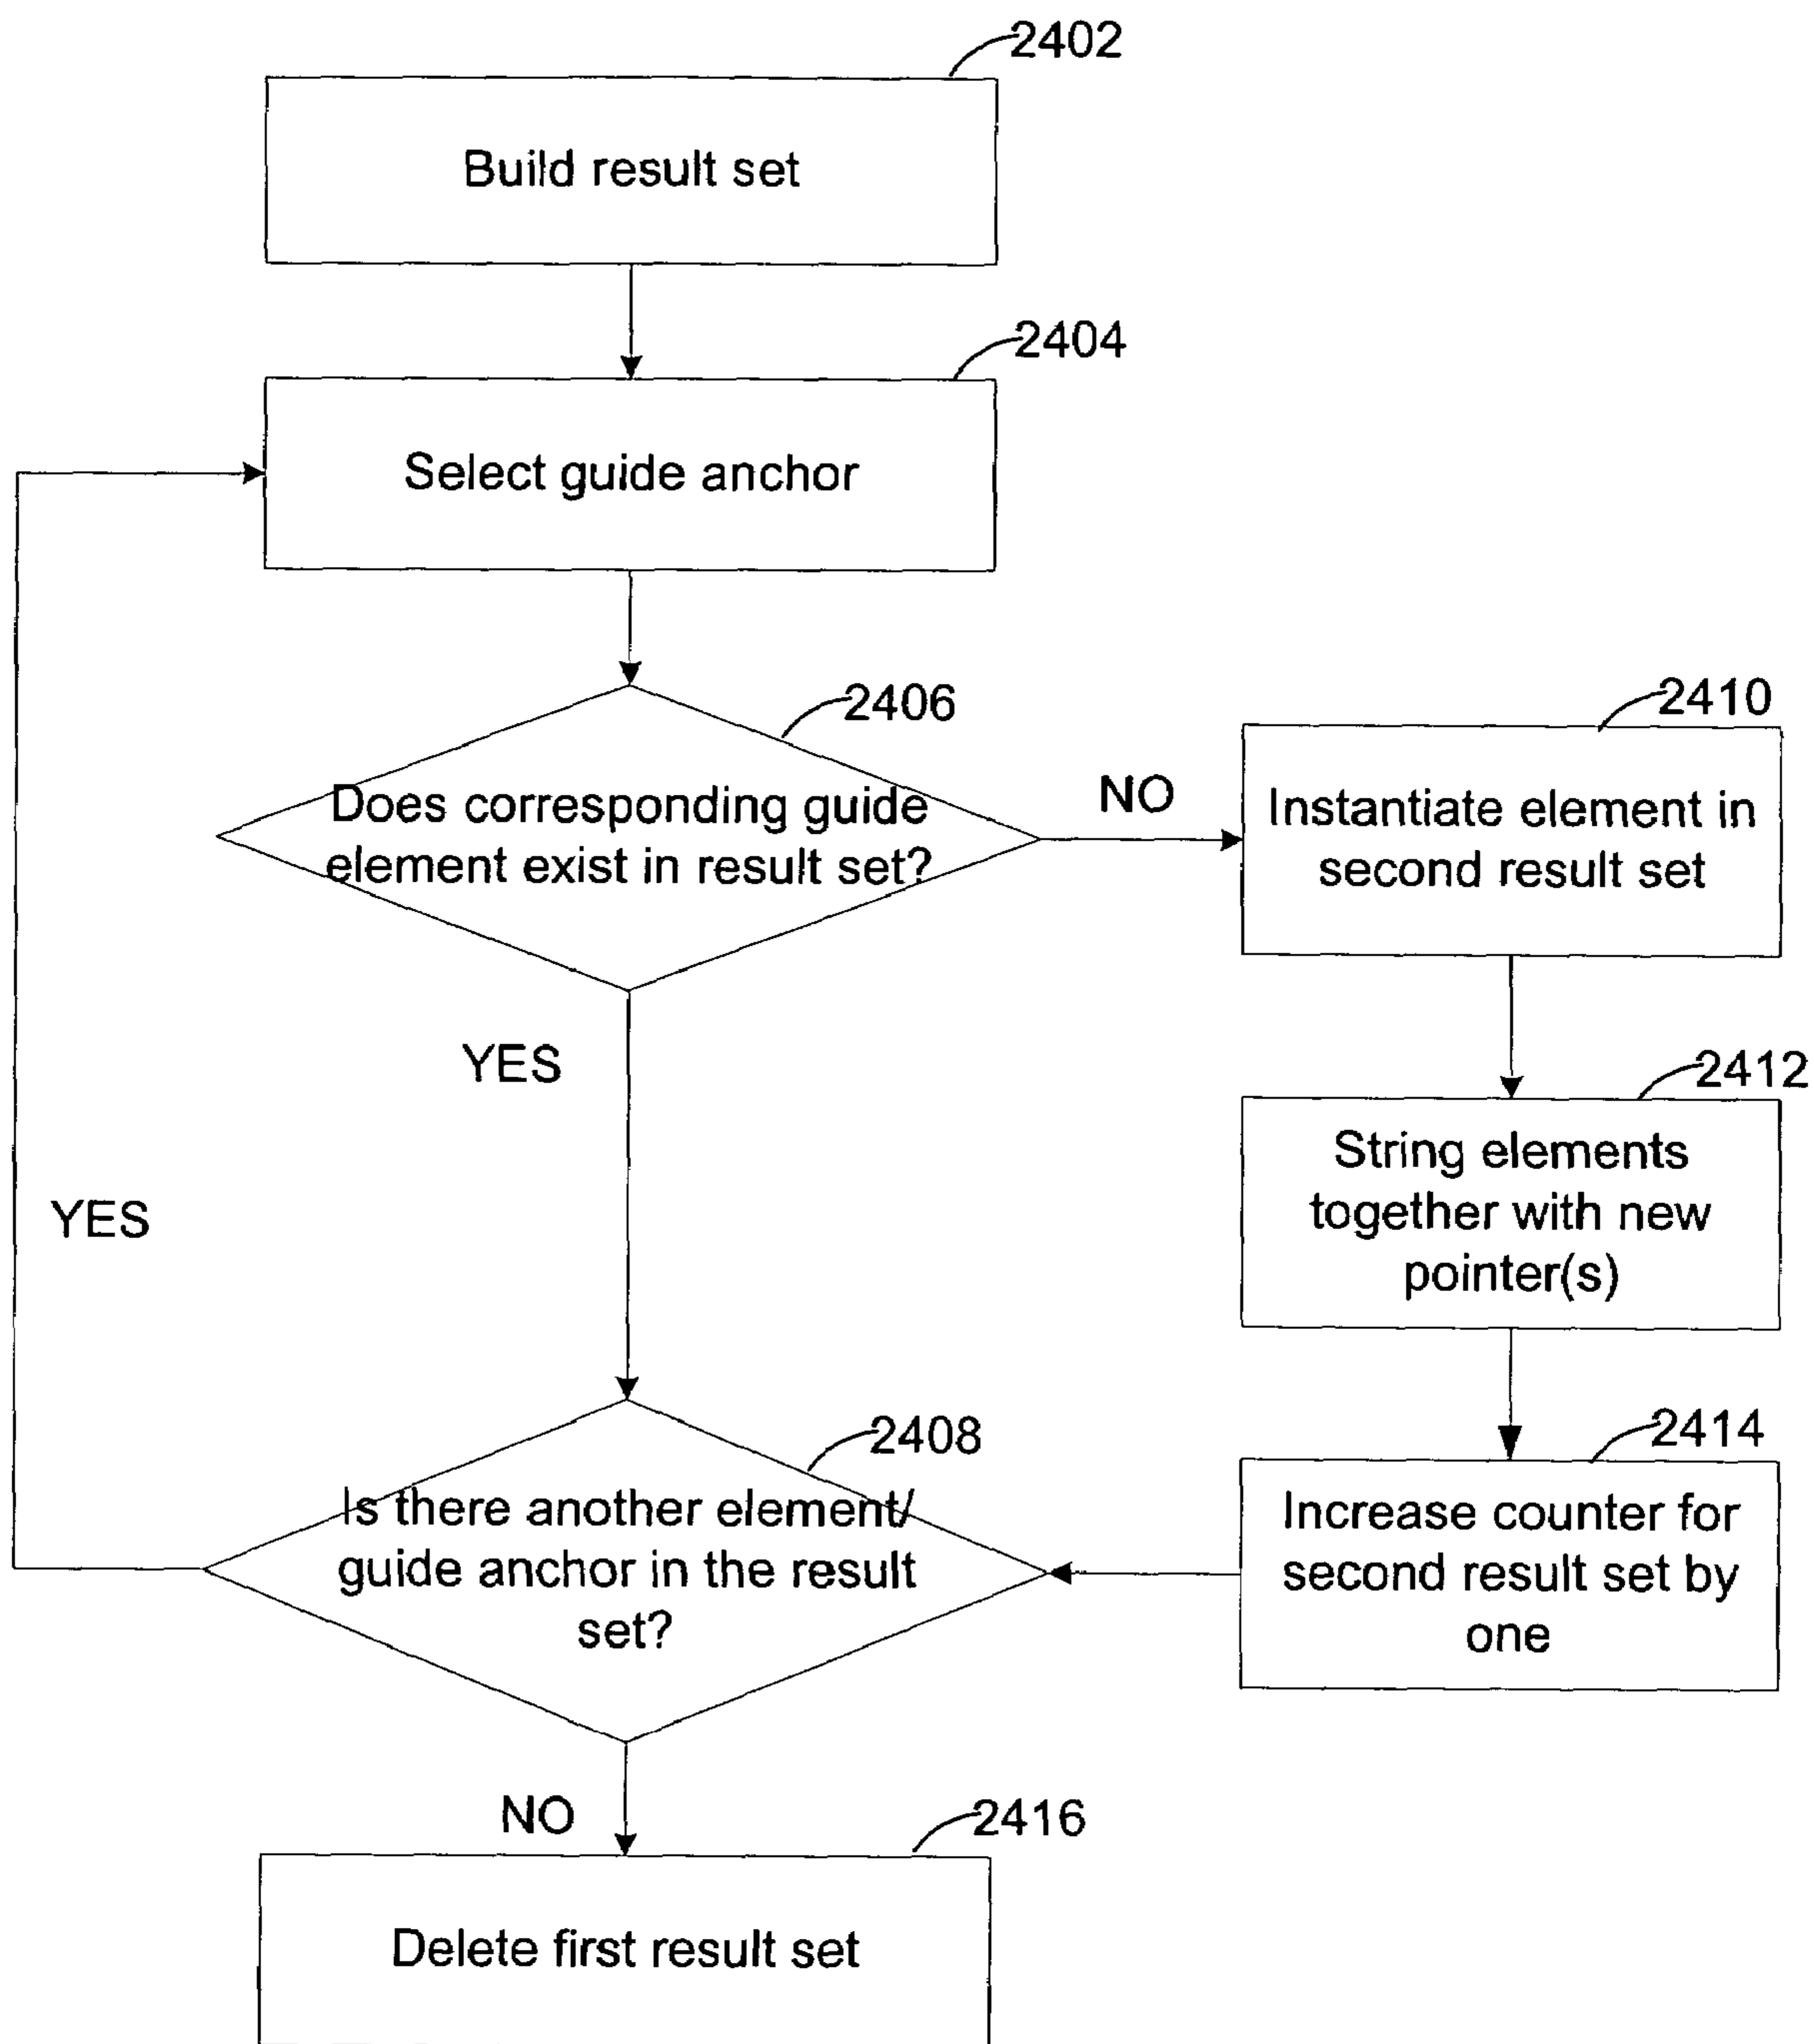 2402
Build result set
2404
Select guide anchor
2406
Does corresponding guide
element exist in result set?
NO
2410
Instantiate element in
second result set
YES
2412
String elements
together with new
pointer(s)
YES
2408
Is there another element/
guide anchor in the result
set?
2414
Increase counter for
second result set by
one
NO
2416
Delete first result set